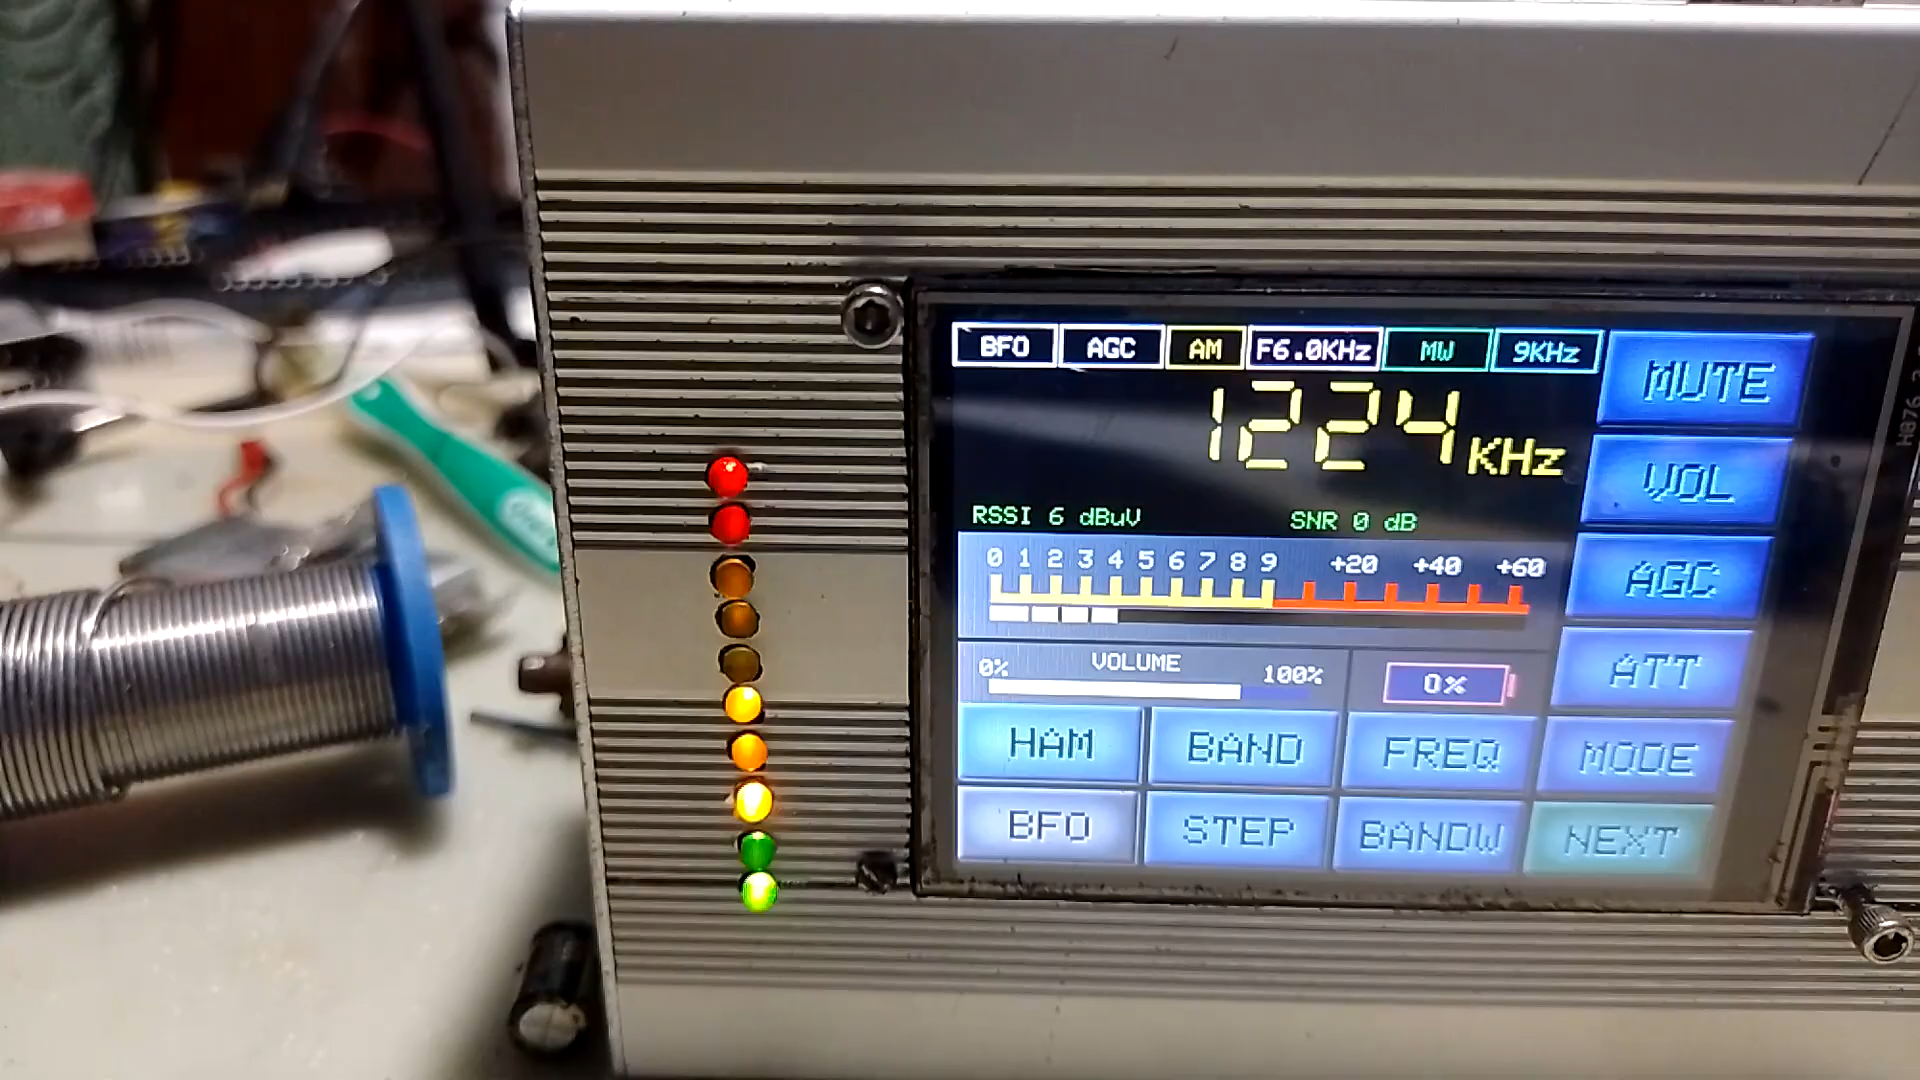 BFO AGC AM F6.0KHz MW 9KHz
MUTE
1224 KHz
VOL
RSSI 6 dBuV SNR 0 dB
0 1 2 3 4 5 6 7 8 9 +20 +40 +60
AGC
VOLUME
0% 100%
0%
ATT
HAM BAND FREQ MODE
BFO STEP BANDW NEXT